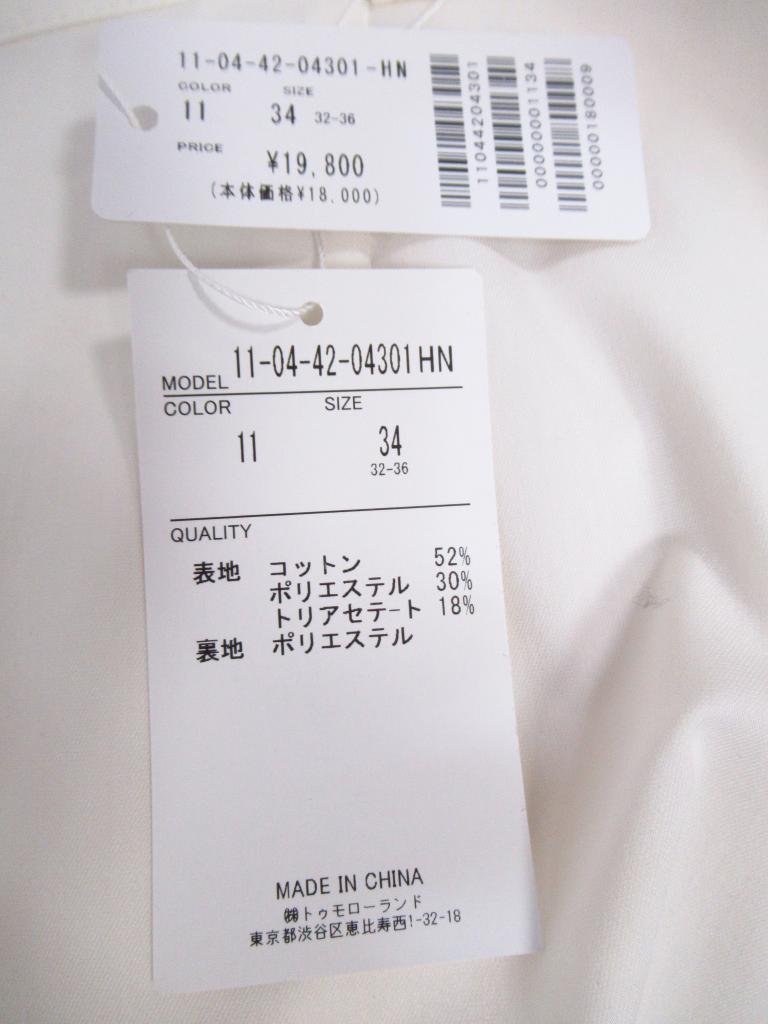 11-04-42-04301-HN
COLOR SIZE
11 34 32-36
PRICE
¥19,800
(本体価格¥18,000)
11044204301
00000001134
00000180009
MODEL 11-04-42-04301HN
COLOR SIZE
11 34
32-36
QUALITY
表地 コットン 52%
ポリエステル 30%
トリアセテ-ト 18%
裏地 ポリエステル
MADE IN CHINA
㈱トゥモローランド
東京都渋谷区恵比寿西1-32-18